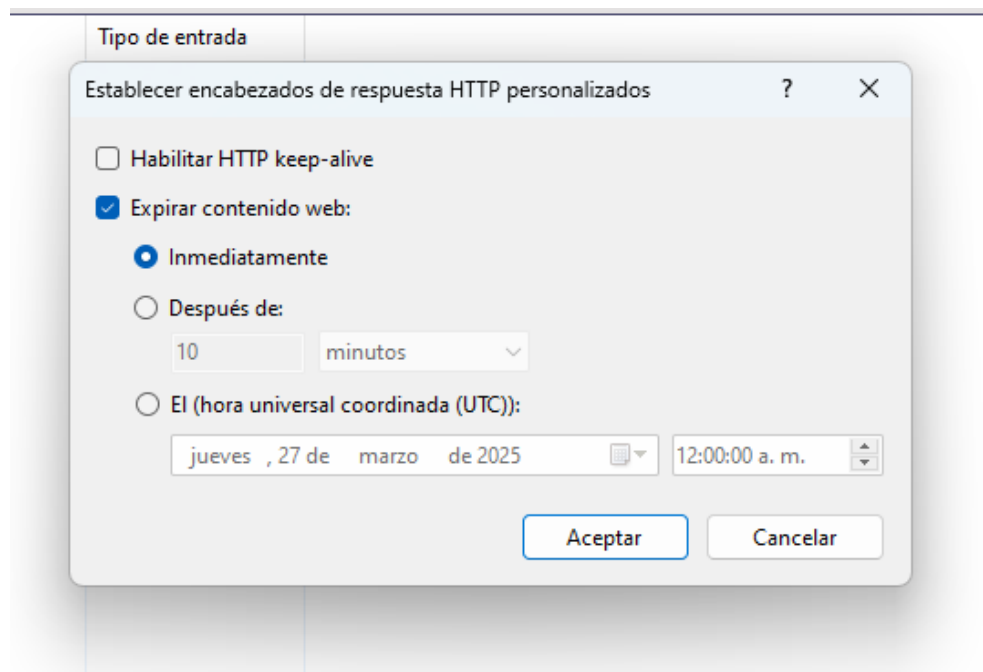 Tipo de entrada
Establecer encabezados de respuesta HTTP personalizados ?
Habilitar HTTP keep-alive
Expirar contenido web:
Inmediatamente
Después de:
10 minutos
El (hora universal coordinada (UTC)):
jueves , 27 de marzo de 2025 12:00:00 a. m.
Aceptar Cancelar